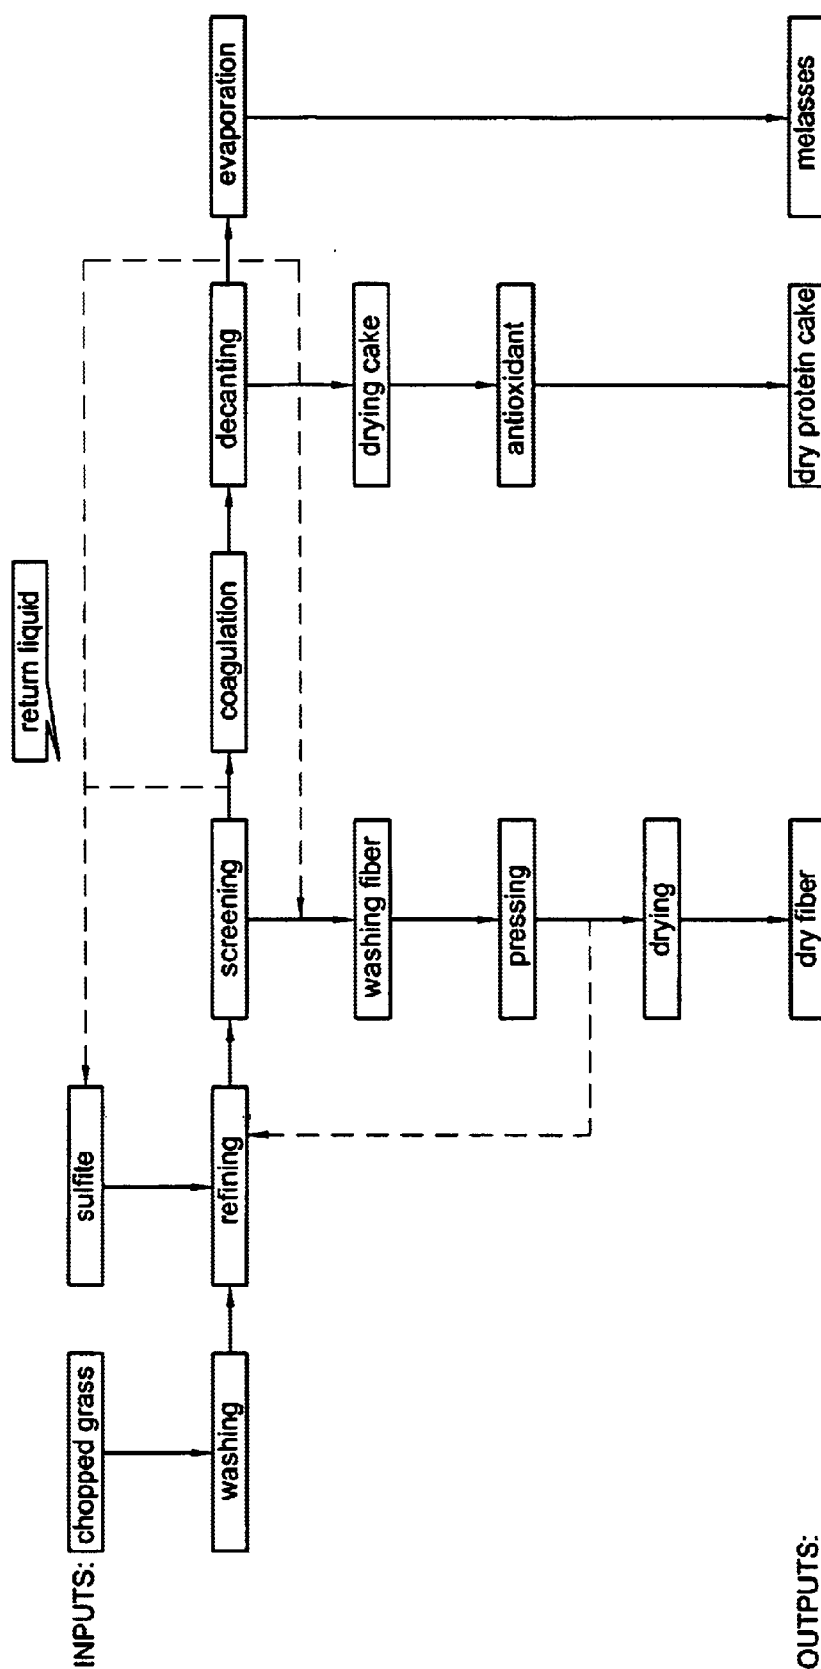 return liquid
INPUTS:
chopped grass
sulfite
washing
refining
screening
coagulation
decanting
evaporation
washing fiber
drying cake
pressing
antioxidant
drying
OUTPUTS:
dry fiber
dry protein cake
melasses